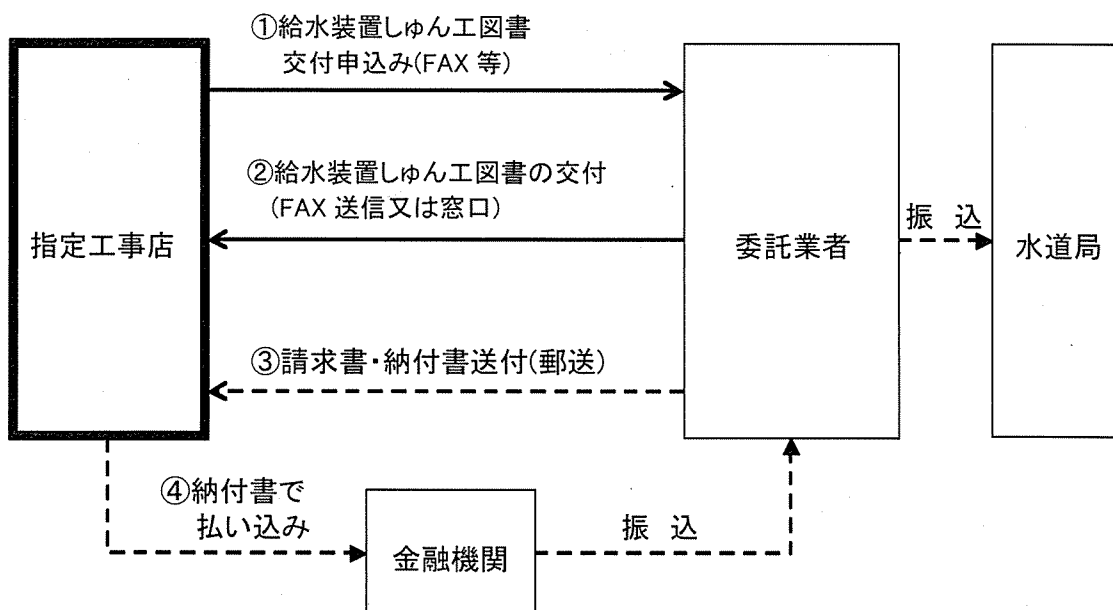 ①給水装置しゅん工図書
交付申込み(FAX 等)
②給水装置しゅん工図書の交付
(FAX 送信又は窓口)
振 込
指定工事店
委託業者
水道局
③請求書・納付書送付(郵送)
④納付書で
払い込み
振 込
金融機関